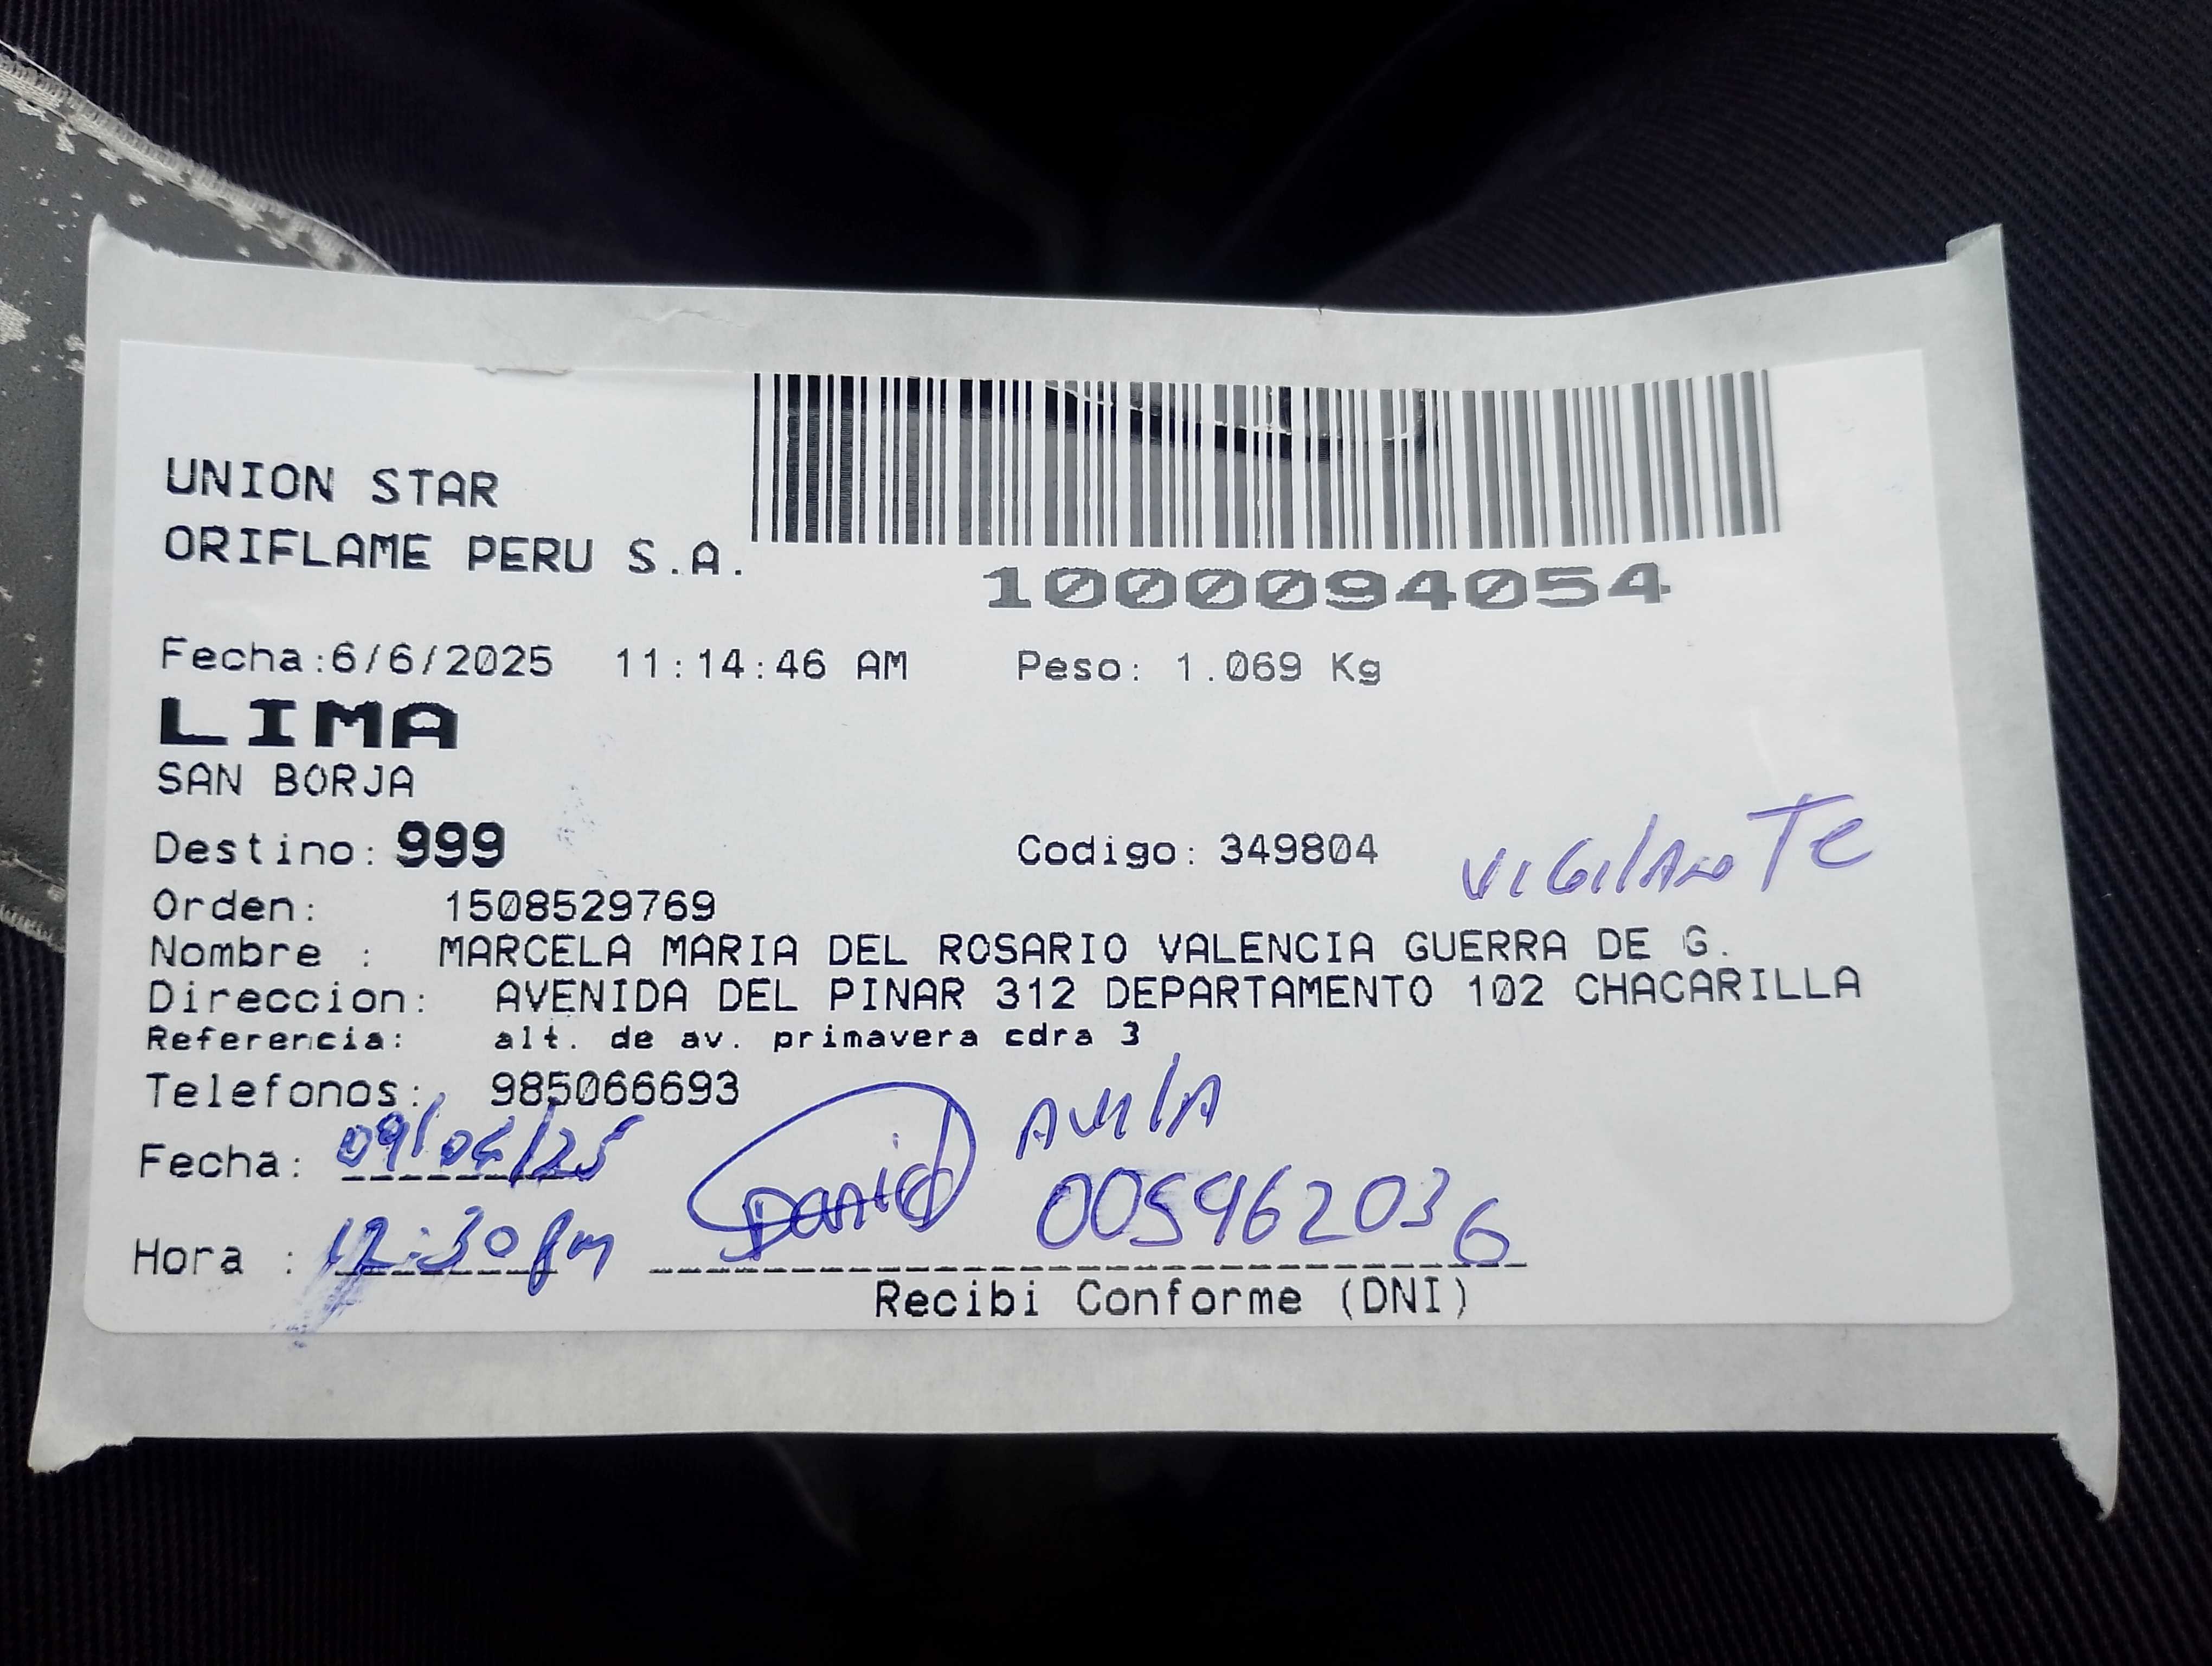 UNION STAR
ORIFLAME PERU S.A.
1000094054
Fecha:6/6/2025 11:14:46 AM Peso: 1.069 Kg
LIMA
SAN BORJA
Destino: 999 Codigo: 349804 VIGILANTE
Orden: 1508529769
Nombre : MARCELA MARIA DEL ROSARIO VALENCIA GUERRA DE G.
Direccion: AVENIDA DEL PINAR 312 DEPARTAMENTO 102 CHACARILLA
Referencia: alt. de av. primavera cdra 3
Telefonos: 985066693
AVILA
Fecha: 09/06/25
Daniel 005962036
Hora : 12:30 pm
Recibi Conforme (DNI)